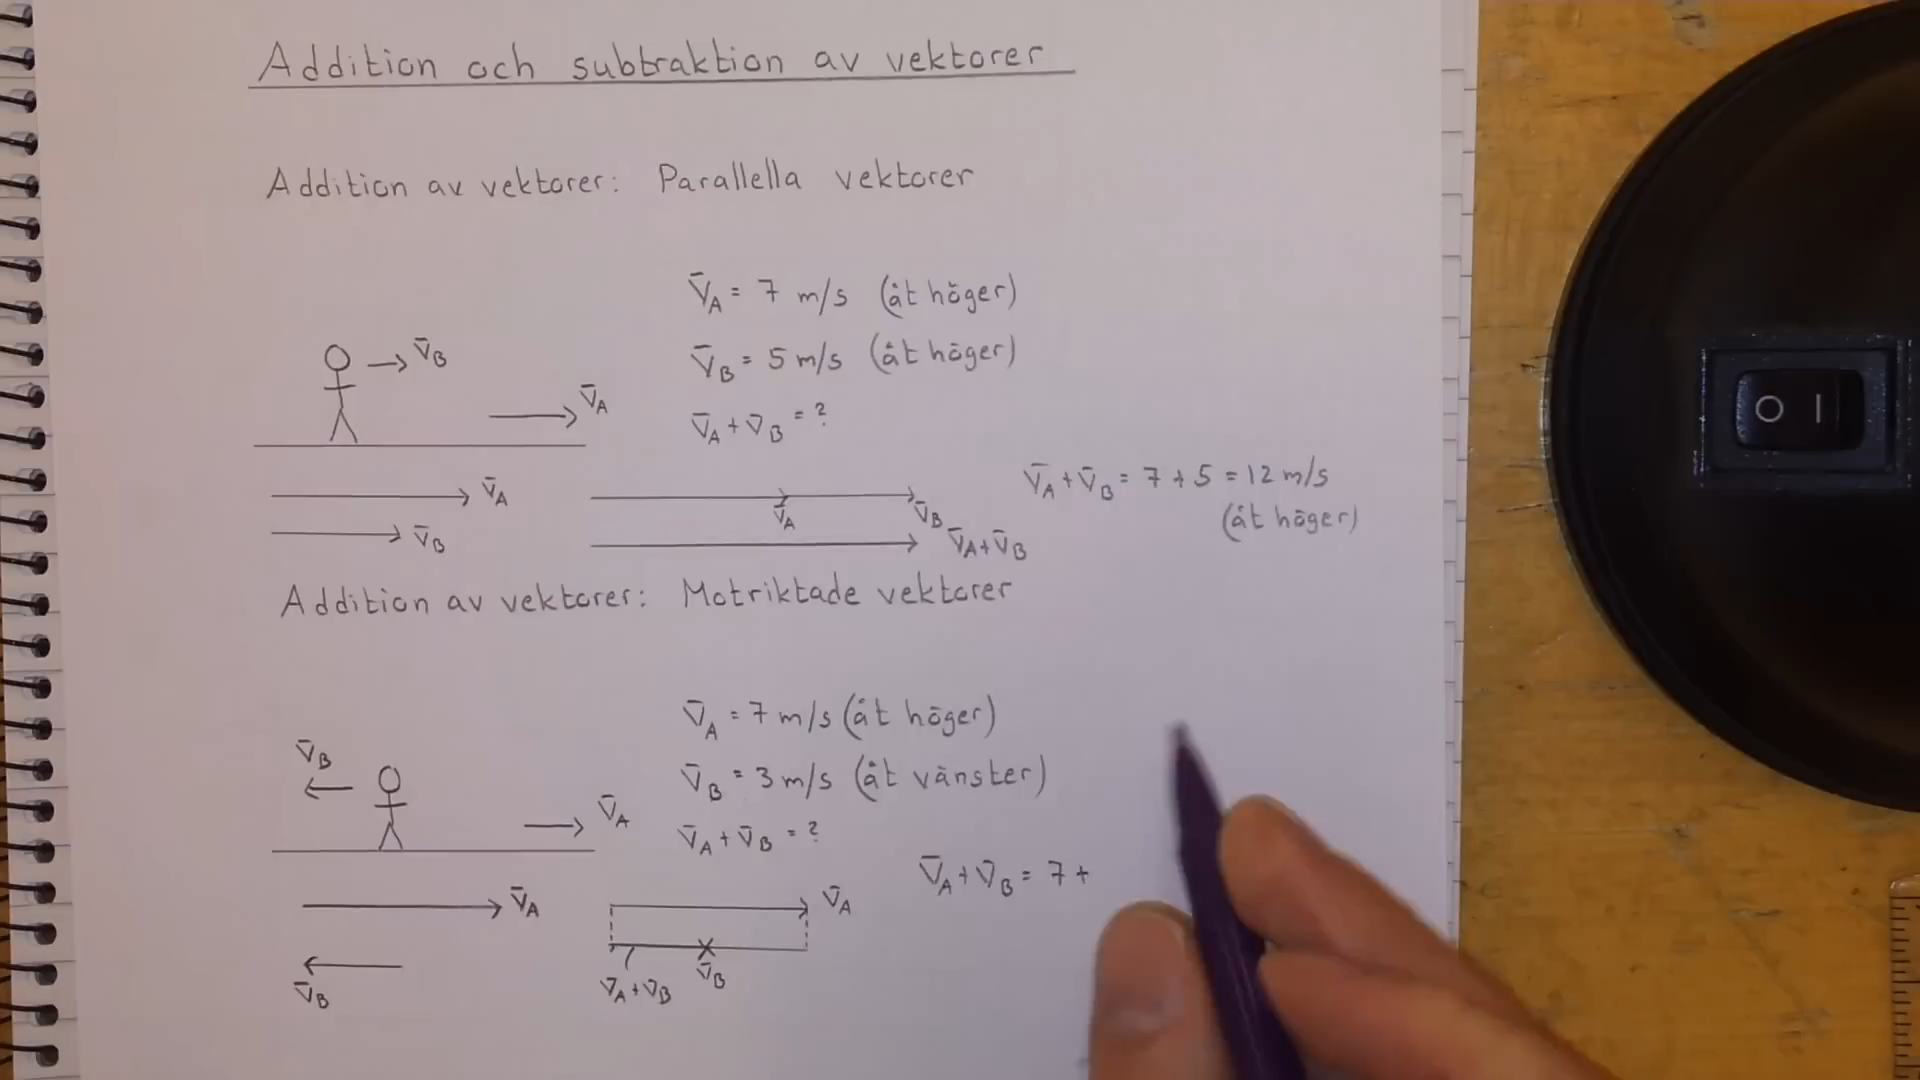 Addition och subtraktion av vektorer
Addition av vektorer: Parallella vektorer
V̄A = 7 m/s (åt höger)
V̄B = 5 m/s (åt höger)
V̄A + V̄B = ?
V̄B
V̄A
V̄A
V̄B
V̄A
V̄B
V̄A+V̄B
V̄A + V̄B = 7 + 5 = 12 m/s
(åt höger)
Addition av vektorer: Motriktade vektorer
V̄A = 7 m/s (åt höger)
V̄B = 3 m/s (åt vänster)
V̄A + V̄B = ?
V̄B
V̄A
V̄A
V̄B
V̄A
V̄B
V̄A + V̄B
V̄A + V̄B = 7 +
O I